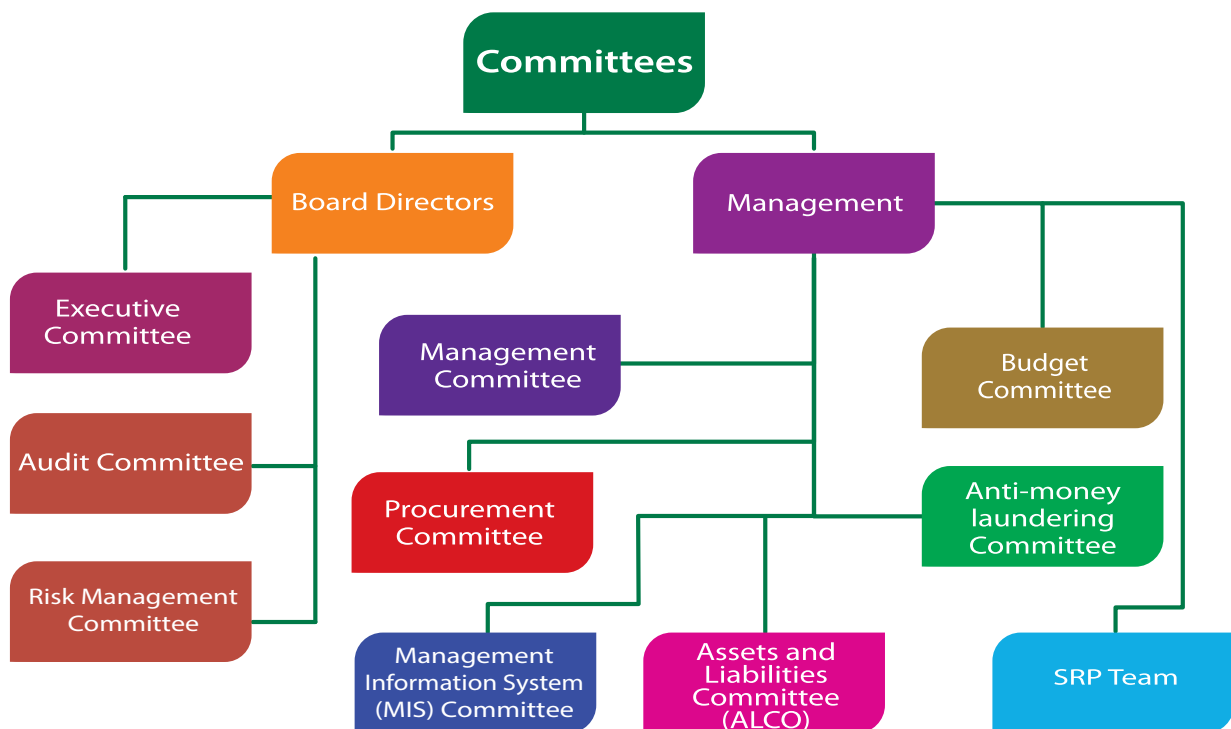 Committees
Board Directors
Management
Executive
Committee
Management
Committee
Budget
Committee
Audit Committee
Procurement
Committee
Anti-money
laundering
Committee
Risk Management
Committee
Management
Information System
(MIS) Committee
Assets and
Liabilities
Committee
(ALCO)
SRP Team